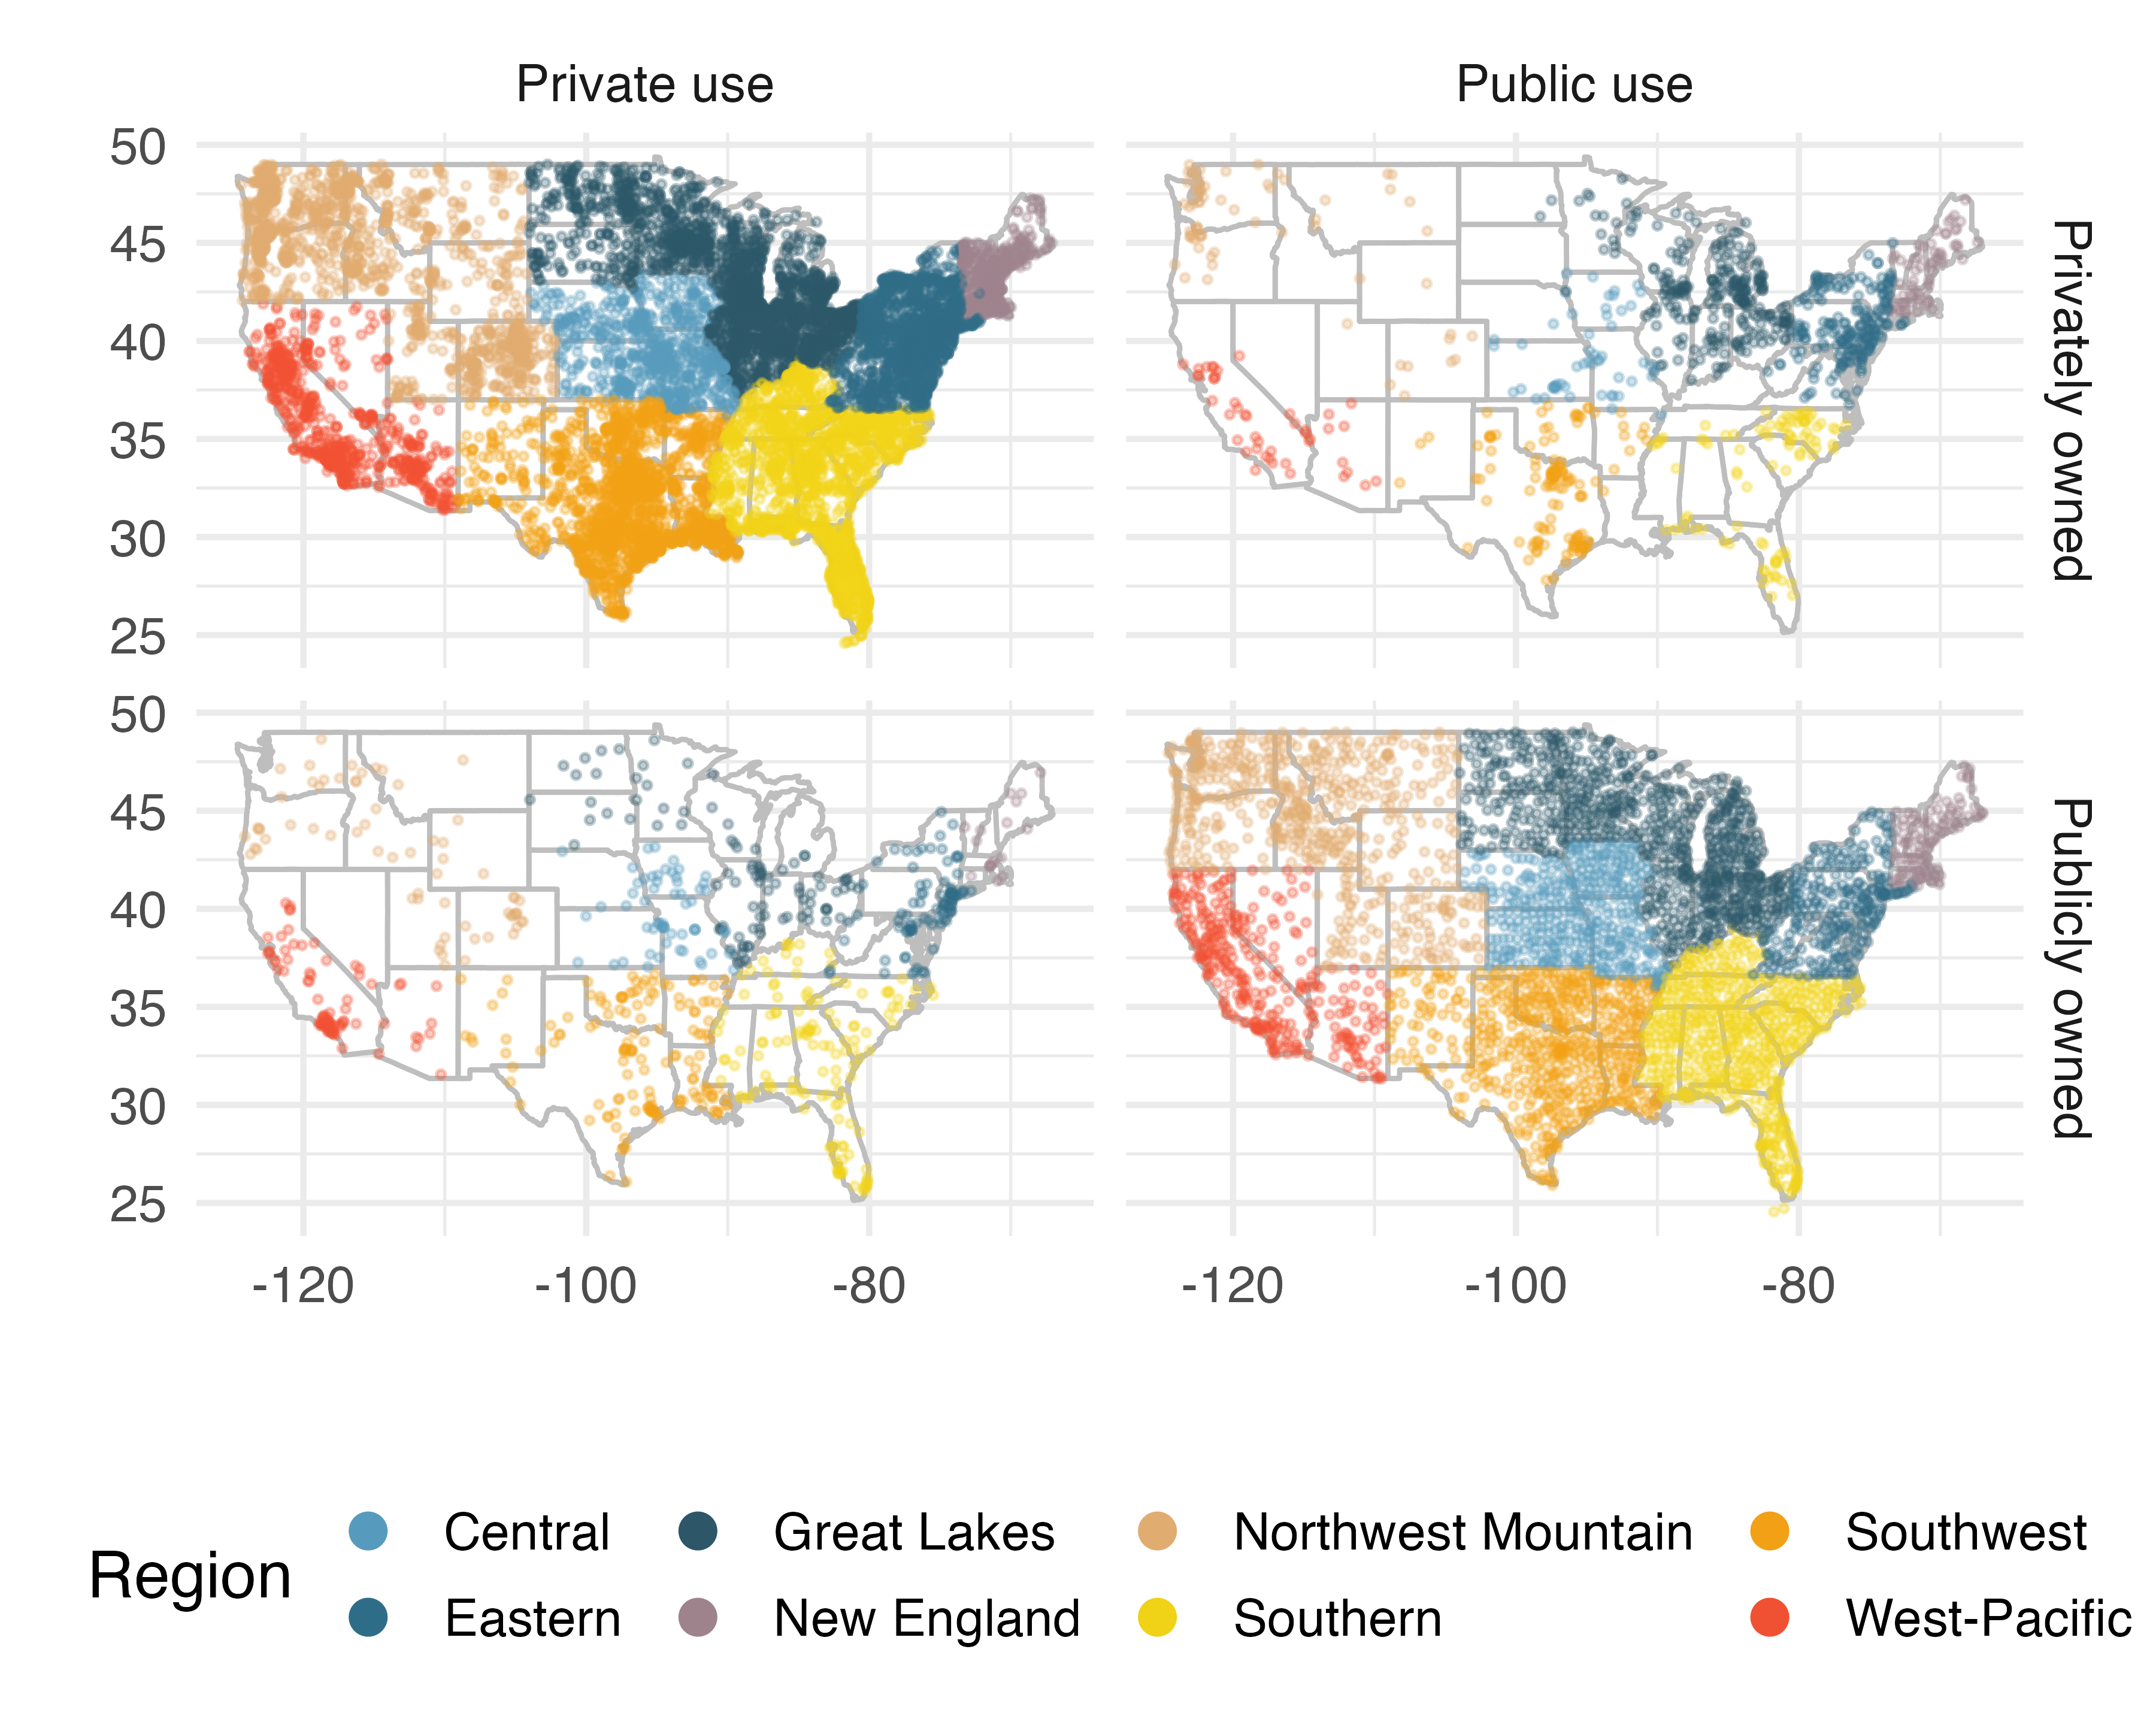 Private use Public use
50
45
40
35
30
25
Privately owned
50
45
40
35
30
25
Publicly owned
-120 -100 -80 -120 -100 -80
Region
Central Great Lakes Northwest Mountain Southwest
Eastern New England Southern West-Pacific